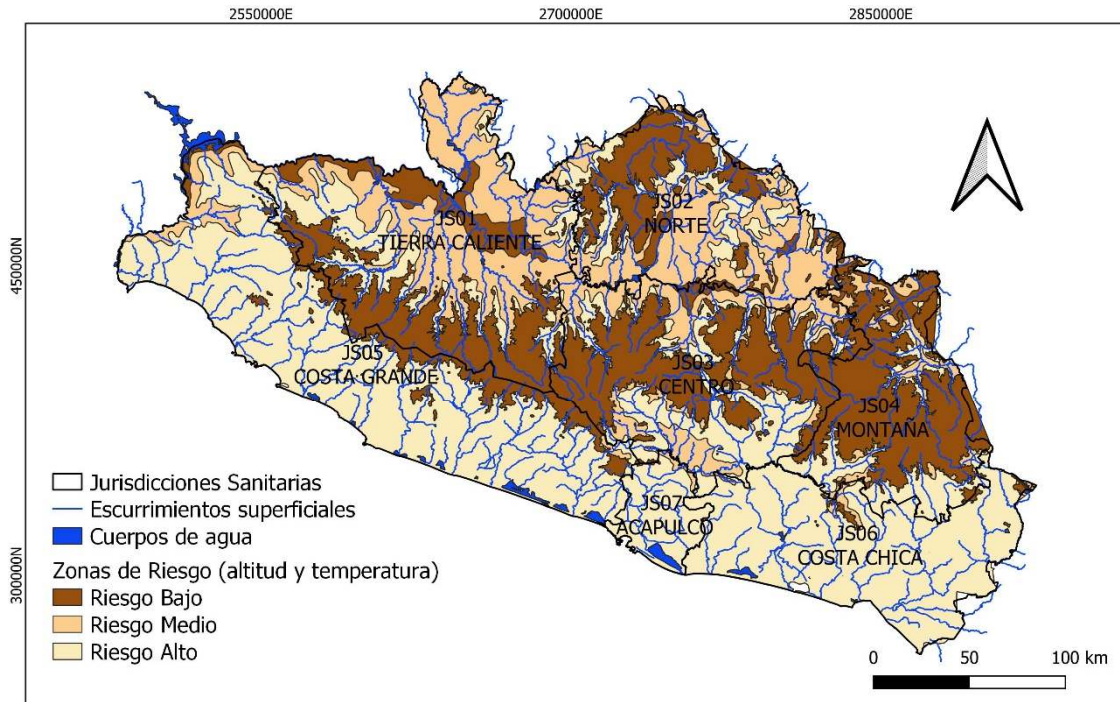 2550000E 2700000E 2850000E
450000N
300000N
JS01
TIERRA CALIENTE
JS02
NORTE
JS05
COSTA GRANDE
JS03
CENTRO
JS04
MONTAÑA
JS07
ACAPULCO
JS06
COSTA CHICA
Jurisdicciones Sanitarias
Escurrimientos superficiales
Cuerpos de agua
Zonas de Riesgo (altitud y temperatura)
Riesgo Bajo
Riesgo Medio
Riesgo Alto
0 50 100 km